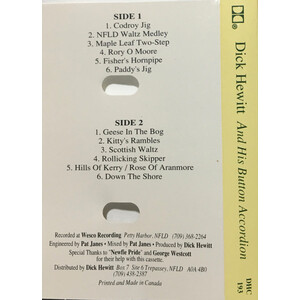 SIDE 1
1. Codroy Jig
2. NFLD Waltz Medley
3. Maple Leaf Two-Step
4. Rory O Moore
5. Fisher's Hornpipe
6. Paddy's Jig
SIDE 2
1. Geese In The Bog
2. Kitty's Rambles
3. Scottish Waltz
4. Rollicking Skipper
5. Hills Of Kerry / Rose Of Aranmore
6. Down The Shore
Recorded at Wesco Recording Petty Harbor, NFLD (709) 368-2264
Engineered by Pat Janes • Mixed by Pat Janes • Produced by Dick Hewitt
Special Thanks to "Newfie Pride" and George Westcott
for their help with this cassette.
Distributed by Dick Hewitt Box 7 Site 6 Trepassey, NFLD A0A 4B0
(709) 438-2387
Printed and Made in Canada
Dick Hewitt And His Button Accordion
DHC
193